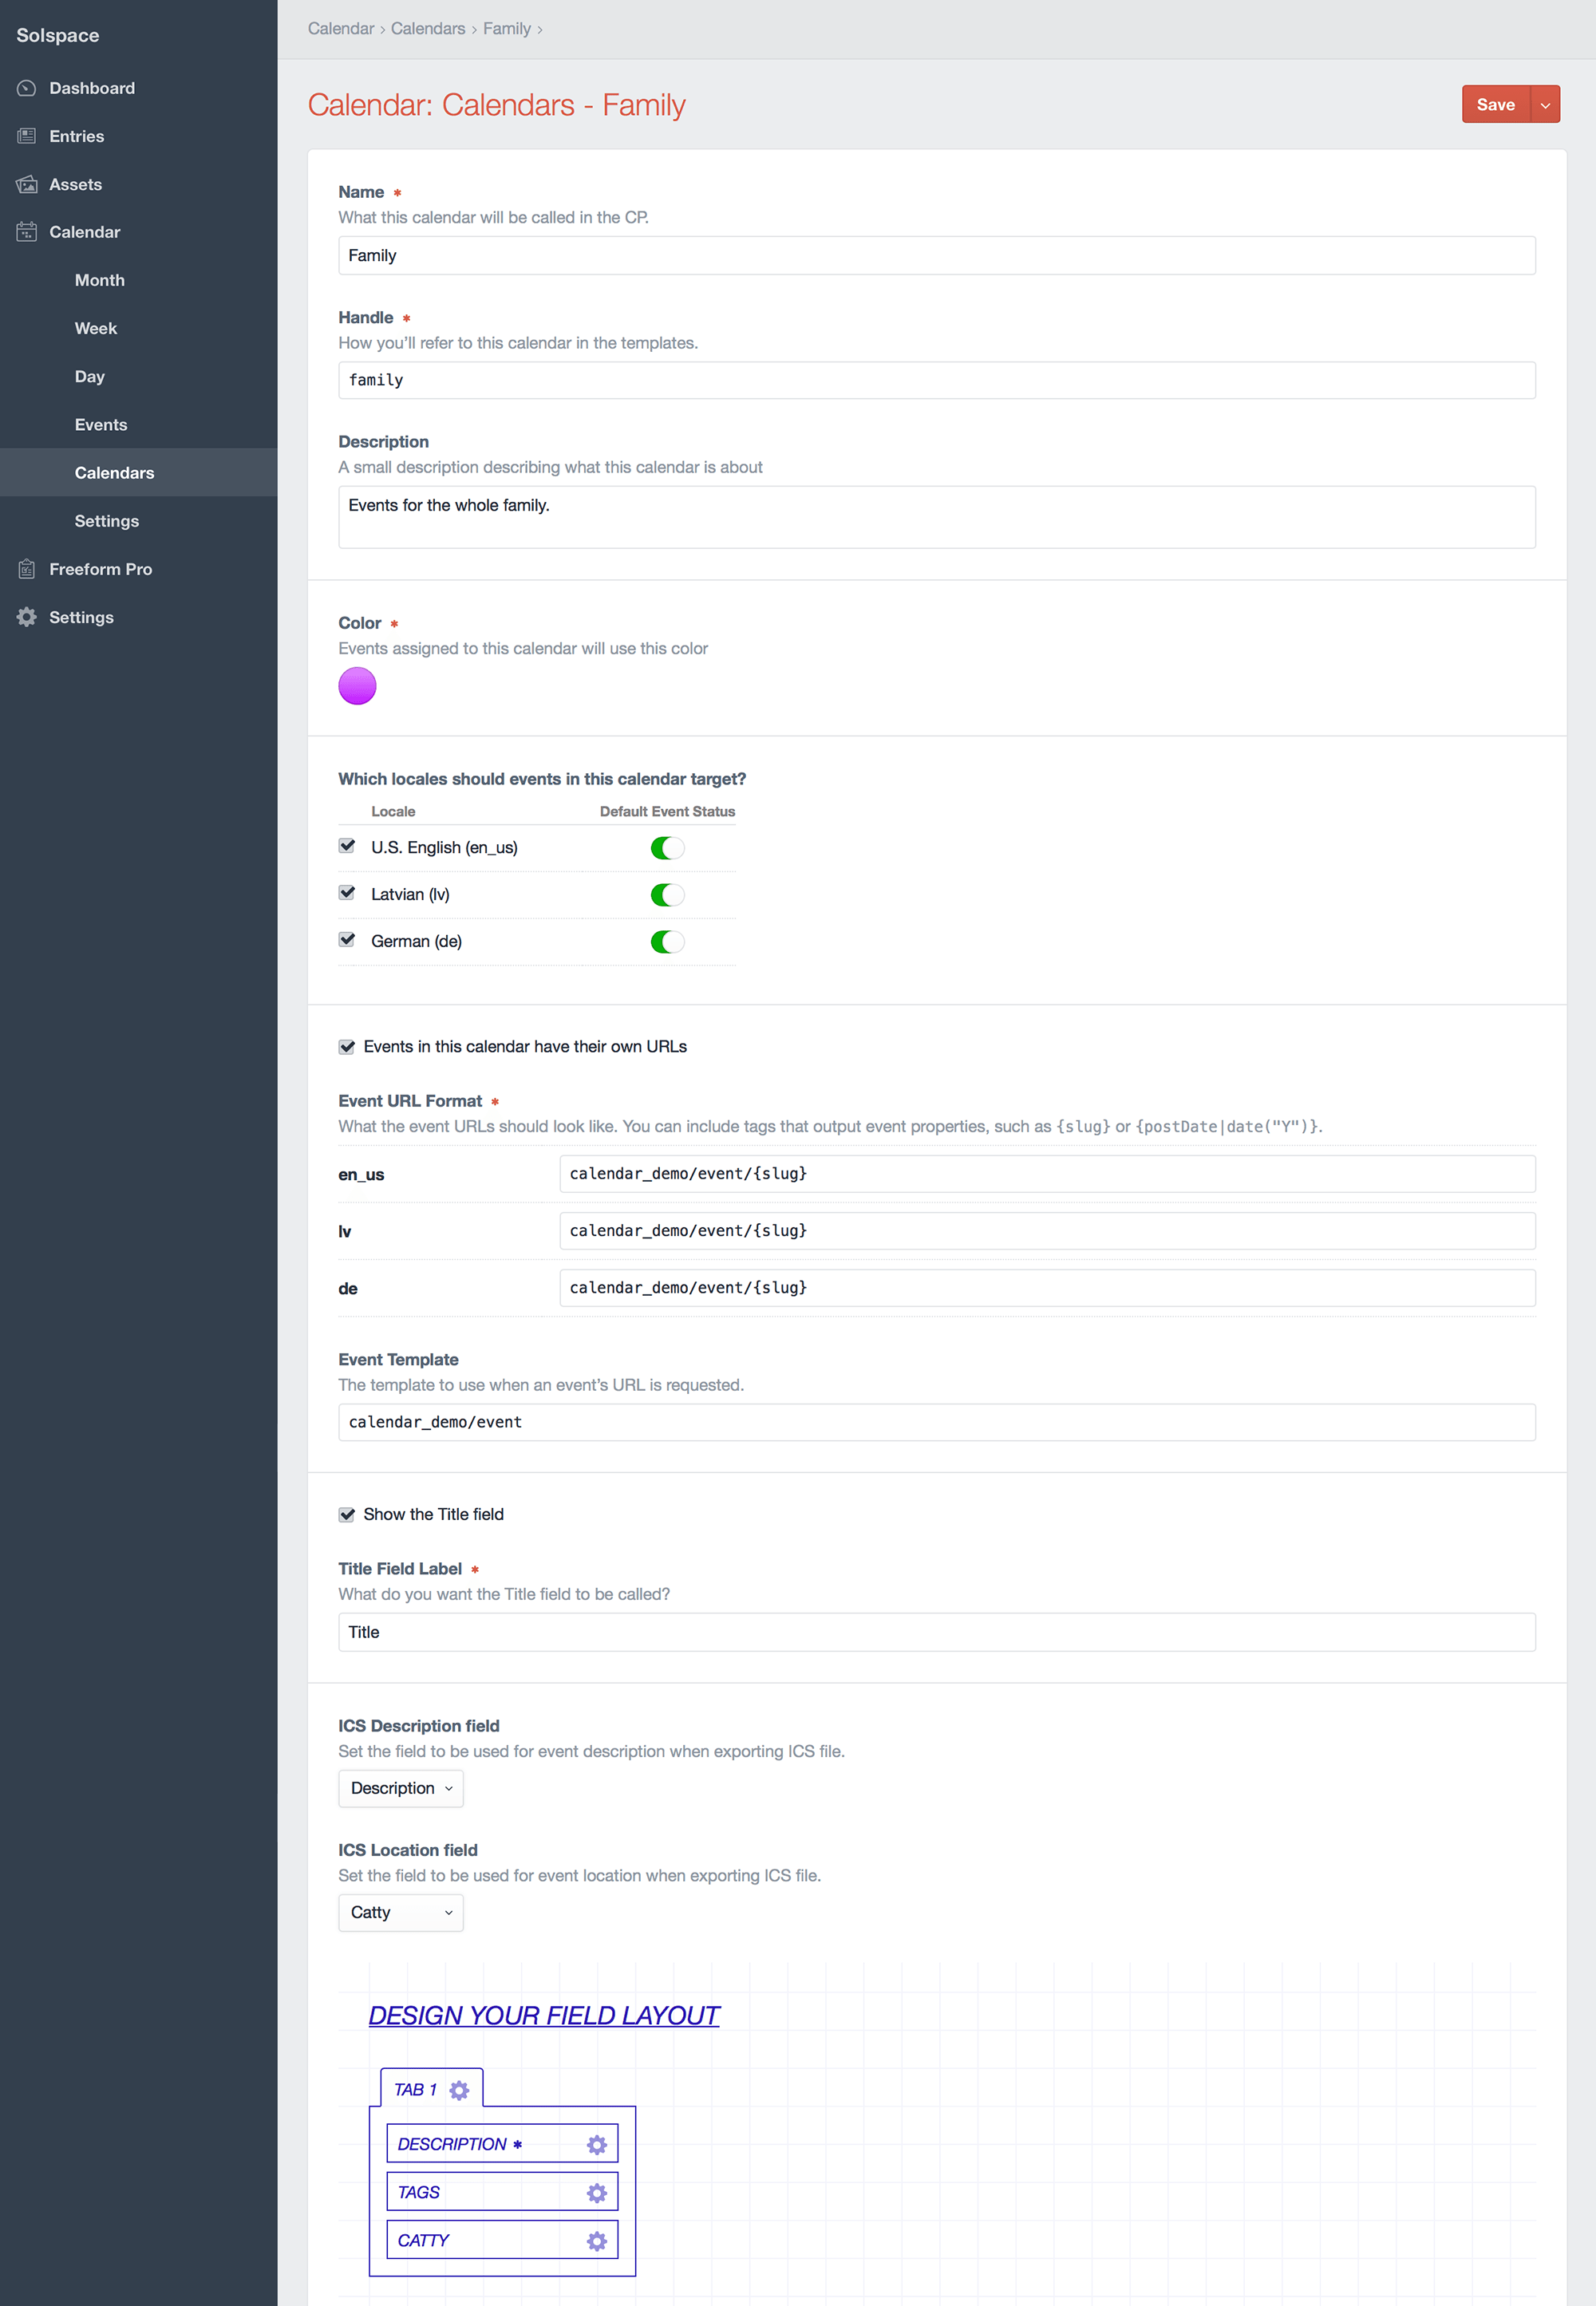 Solspace
Dashboard
Entries
Assets
Calendar
Month
Week
Day
Events
Calendars
Settings
Freeform Pro
Settings
Calendar › Calendars › Family ›
Calendar: Calendars - Family
Save
Name *
What this calendar will be called in the CP.
Family
Handle *
How you’ll refer to this calendar in the templates.
family
Description
A small description describing what this calendar is about
Events for the whole family.
Color *
Events assigned to this calendar will use this color
Which locales should events in this calendar target?
Locale Default Event Status
U.S. English (en_us)
Latvian (lv)
German (de)
Events in this calendar have their own URLs
Event URL Format *
What the event URLs should look like. You can include tags that output event properties, such as {slug} or {postDate|date("Y")}.
en_us calendar_demo/event/{slug}
lv calendar_demo/event/{slug}
de calendar_demo/event/{slug}
Event Template
The template to use when an event’s URL is requested.
calendar_demo/event
Show the Title field
Title Field Label *
What do you want the Title field to be called?
Title
ICS Description field
Set the field to be used for event description when exporting ICS file.
Description
ICS Location field
Set the field to be used for event location when exporting ICS file.
Catty
DESIGN YOUR FIELD LAYOUT
TAB 1
DESCRIPTION *
TAGS
CATTY